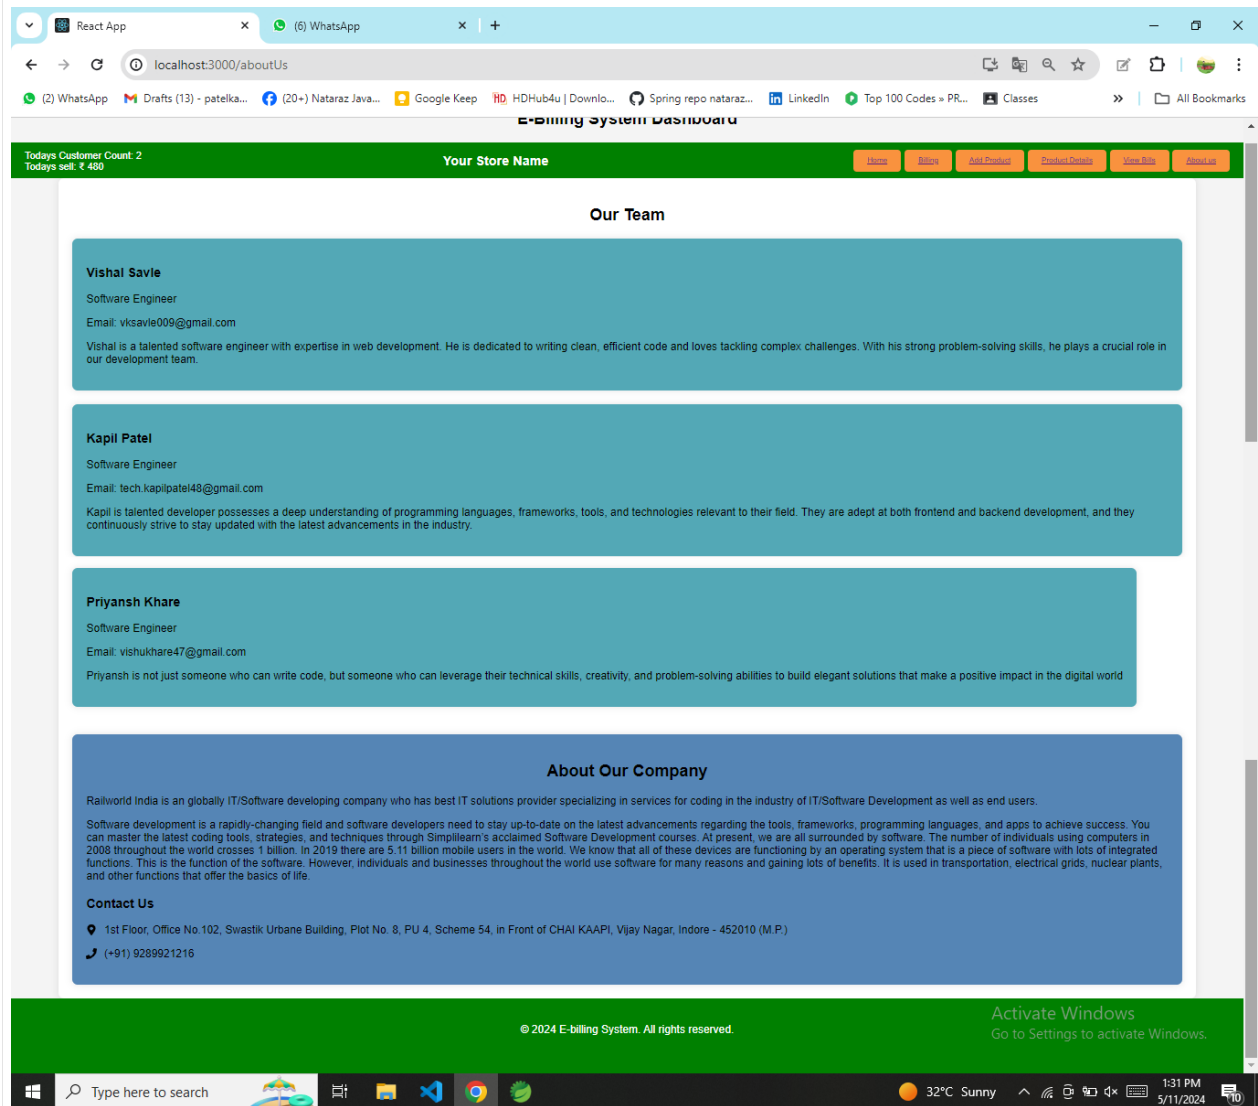 React App
(6) WhatsApp
localhost:3000/aboutUs
(2) WhatsApp
Drafts (13) - patelka...
(20+) Nataraz Java...
Google Keep
HDHub4u | Downlo...
Spring repo nataraz...
LinkedIn
Top 100 Codes » PR...
Classes
All Bookmarks
E-Billing System Dashboard
Todays Customer Count: 2
Todays sell: ₹ 480
Your Store Name
Home
Billing
Add Product
Product Details
View Bills
About us
Our Team
Vishal Savle
Software Engineer
Email: vksavle009@gmail.com
Vishal is a talented software engineer with expertise in web development. He is dedicated to writing clean, efficient code and loves tackling complex challenges. With his strong problem-solving skills, he plays a crucial role in
our development team.
Kapil Patel
Software Engineer
Email: tech.kapilpatel48@gmail.com
Kapil is talented developer possesses a deep understanding of programming languages, frameworks, tools, and technologies relevant to their field. They are adept at both frontend and backend development, and they
continuously strive to stay updated with the latest advancements in the industry.
Priyansh Khare
Software Engineer
Email: vishukhare47@gmail.com
Priyansh is not just someone who can write code, but someone who can leverage their technical skills, creativity, and problem-solving abilities to build elegant solutions that make a positive impact in the digital world
About Our Company
Railworld India is an globally IT/Software developing company who has best IT solutions provider specializing in services for coding in the industry of IT/Software Development as well as end users.
Software development is a rapidly-changing field and software developers need to stay up-to-date on the latest advancements regarding the tools, frameworks, programming languages, and apps to achieve success. You
can master the latest coding tools, strategies, and techniques through Simplilearn's acclaimed Software Development courses. At present, we are all surrounded by software. The number of individuals using computers in
2008 throughout the world crosses 1 billion. In 2019 there are 5.11 billion mobile users in the world. We know that all of these devices are functioning by an operating system that is a piece of software with lots of integrated
functions. This is the function of the software. However, individuals and businesses throughout the world use software for many reasons and gaining lots of benefits. It is used in transportation, electrical grids, nuclear plants,
and other functions that offer the basics of life.
Contact Us
1st Floor, Office No.102, Swastik Urbane Building, Plot No. 8, PU 4, Scheme 54, in Front of CHAI KAAPI, Vijay Nagar, Indore - 452010 (M.P.)
(+91) 9289921216
Activate Windows
Go to Settings to activate Windows.
© 2024 E-billing System. All rights reserved.
Type here to search
32°C Sunny
1:31 PM
5/11/2024
10